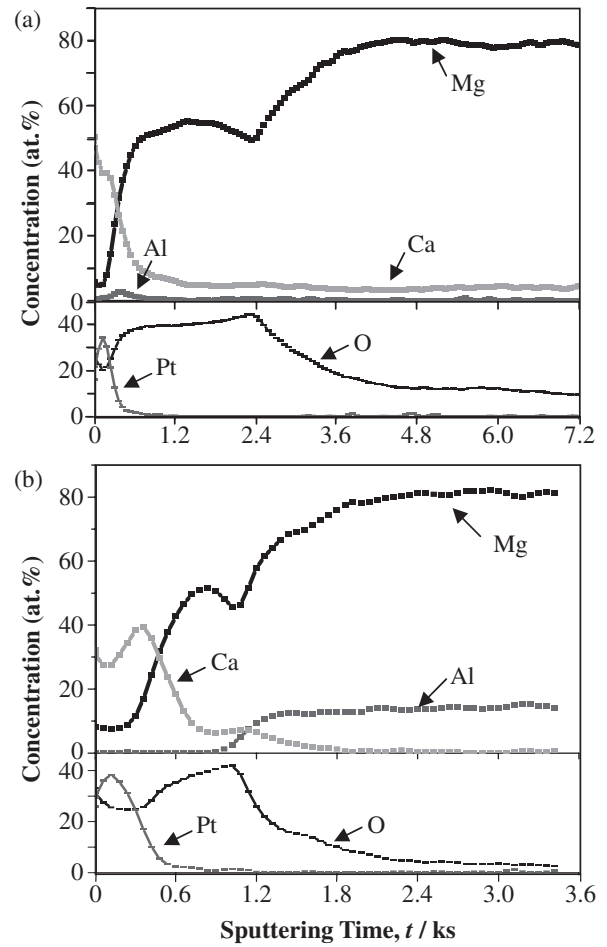 (a)
80
60
40
20
0
40
20
0
Concentration (at.%)
Mg
Al
Ca
Pt
O
0 1.2 2.4 3.6 4.8 6.0 7.2
(b)
80
60
40
20
0
40
20
0
Concentration (at.%)
Mg
Ca
Al
Pt
O
0 0.6 1.2 1.8 2.4 3.0 3.6
Sputtering Time, t / ks